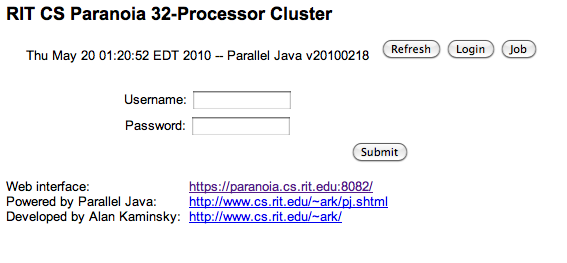 RIT CS Paranoia 32-Processor Cluster
Thu May 20 01:20:52 EDT 2010 -- Parallel Java v20100218 Refresh Login Job
Username:
Password:
Submit
Web interface: https://paranoia.cs.rit.edu:8082/
Powered by Parallel Java: http://www.cs.rit.edu/~ark/pj.shtml
Developed by Alan Kaminsky: http://www.cs.rit.edu/~ark/